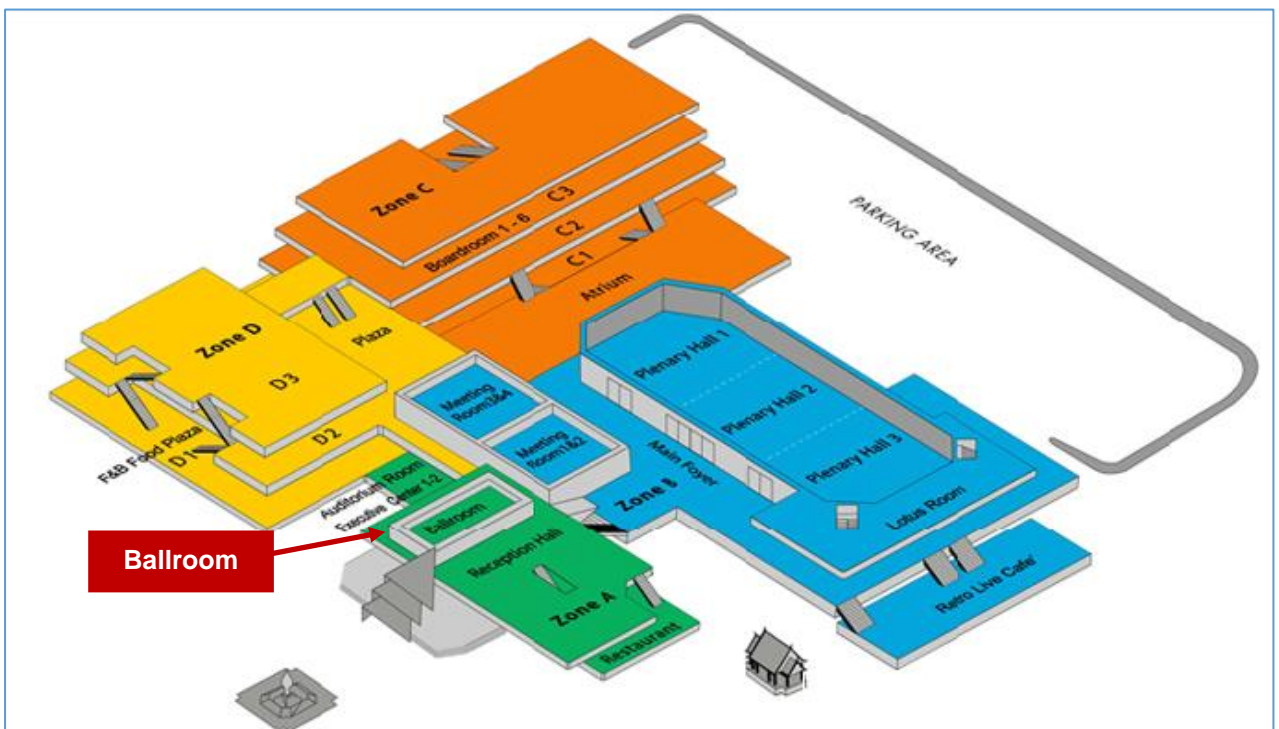 Zone C
C3
Boardroom 1 - 6
C2
C1
Atrium
PARKING AREA
Zone D
D3
Plaza
F&B Food Plaza
D1
D2
Meeting
Room3&4
Meeting
Room1&2
Plenary Hall 1
Plenary Hall 2
Plenary Hall 3
Main Foyer
Zone B
Lotus Room
Retro Live Cafe'
Auditorium Room
Executive Center 1-2
Ballroom
ballroom
Reception Hall
Zone A
Restaurant